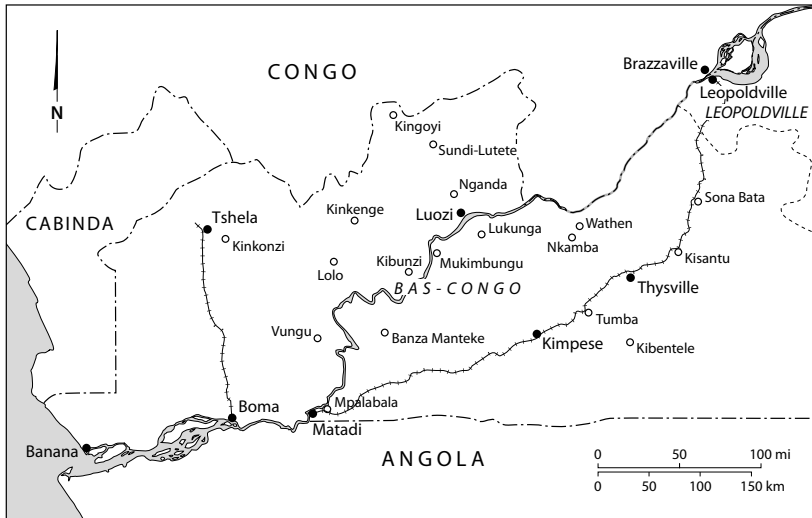 Brazzaville
CONGO
Leopoldville
N
LEOPOLDVILLE
Kingoyi
Sundi-Lutete
Nganda
Sona Bata
Kinkenge
Luozi
CABINDA
Tshela
Wathen
Lukunga
Kinkonzi
Nkamba
Kisantu
Mukimbungu
Lolo
Kibunzi
BAS-CONGO
Thysville
Tumba
Vungu
Banza Manteke
Kimpese
Kibentele
Mpalabala
Boma
Matadi
Banana
ANGOLA
0 50 100 mi
0 50 100 150 km